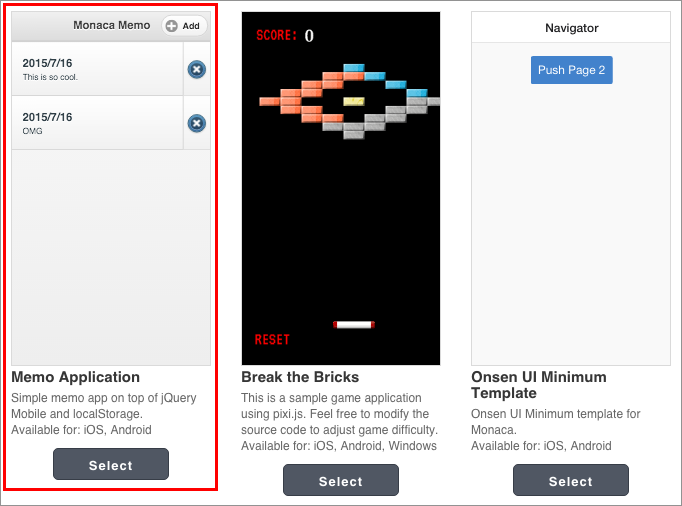 Monaca Memo
Add
2015/7/16
This is so cool.
2015/7/16
OMG
Memo Application
Simple memo app on top of jQuery
Mobile and localStorage.
Available for: iOS, Android
Select
SCORE: 0
RESET
Break the Bricks
This is a sample game application
using pixi.js. Feel free to modify the
source code to adjust game difficulty.
Available for: iOS, Android, Windows
Select
Navigator
Push Page 2
Onsen UI Minimum
Template
Onsen UI Minimum template for
Monaca.
Available for: iOS, Android
Select